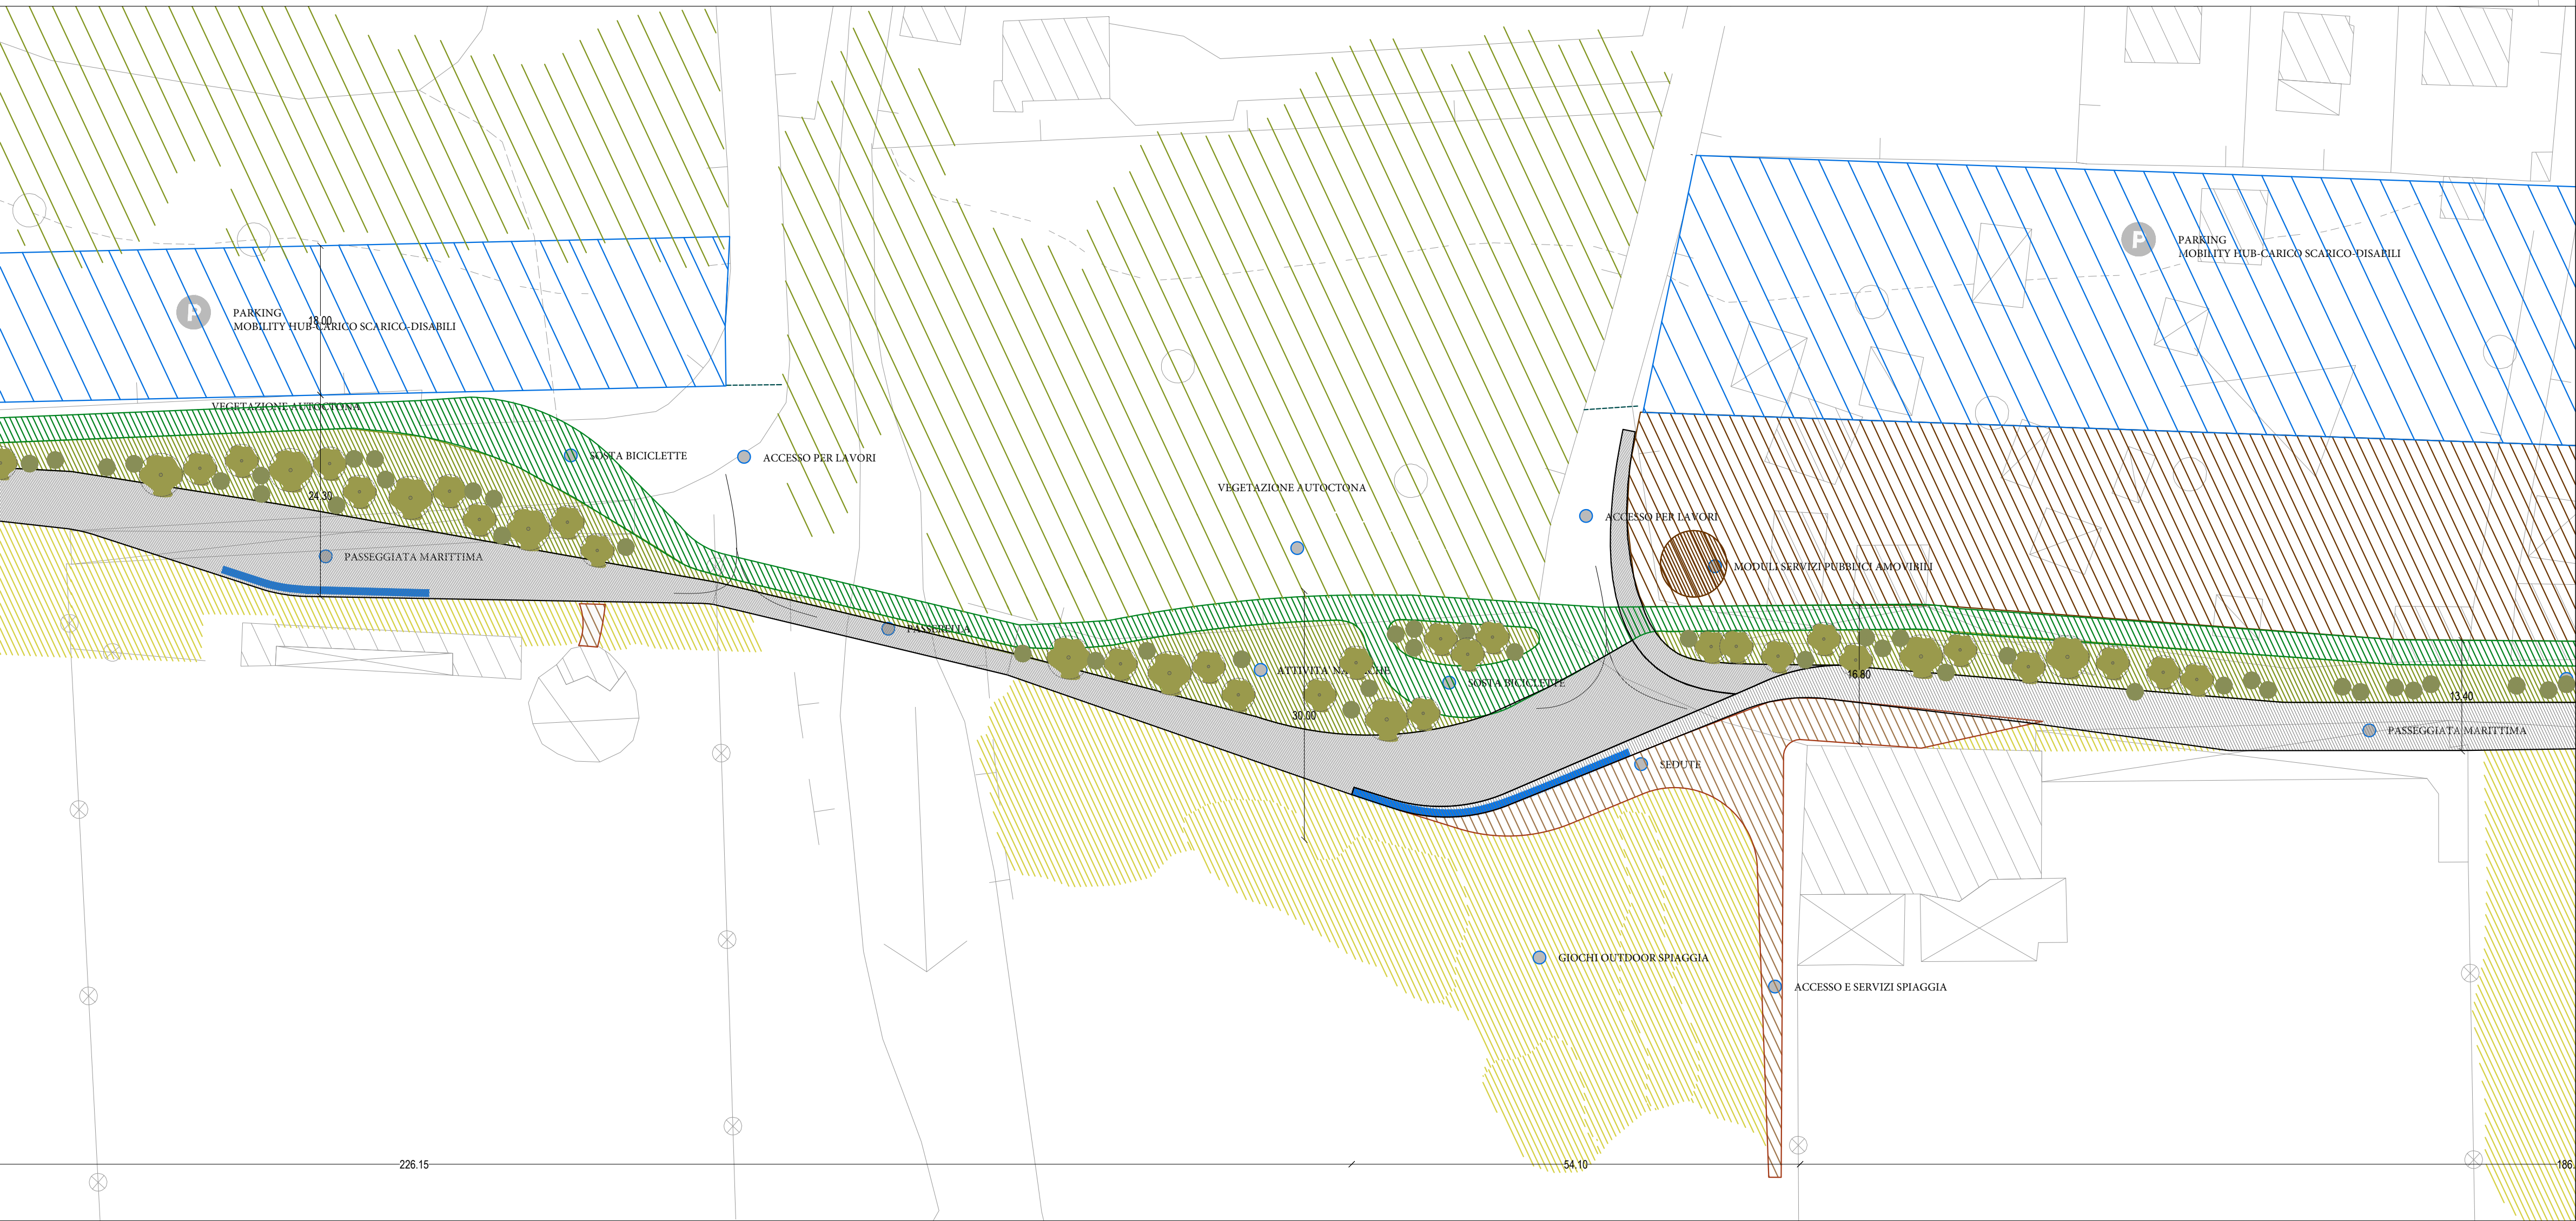 P
PARKING
MOBILITY HUB-CARICO SCARICO-DISABILI
P
PARKING
MOBILITY HUB-CARICO SCARICO-DISABILI
18.00
VEGETAZIONE AUTOCTONA
SOSTA BICICLETTE
ACCESSO PER LAVORI
VEGETAZIONE AUTOCTONA
24.30
ACCESSO PER LAVORI
PASSEGGIATA MARITTIMA
MODULI SERVIZI PUBBLICI AMOVIBILI
PASSERELLA
ATTIVITA
SOSTA BICICLETTE
16.80
13.40
30.00
PASSEGGIATA MARITTIMA
SEDUTE
GIOCHI OUTDOOR SPIAGGIA
ACCESSO E SERVIZI SPIAGGIA
226.15
54.10
186.